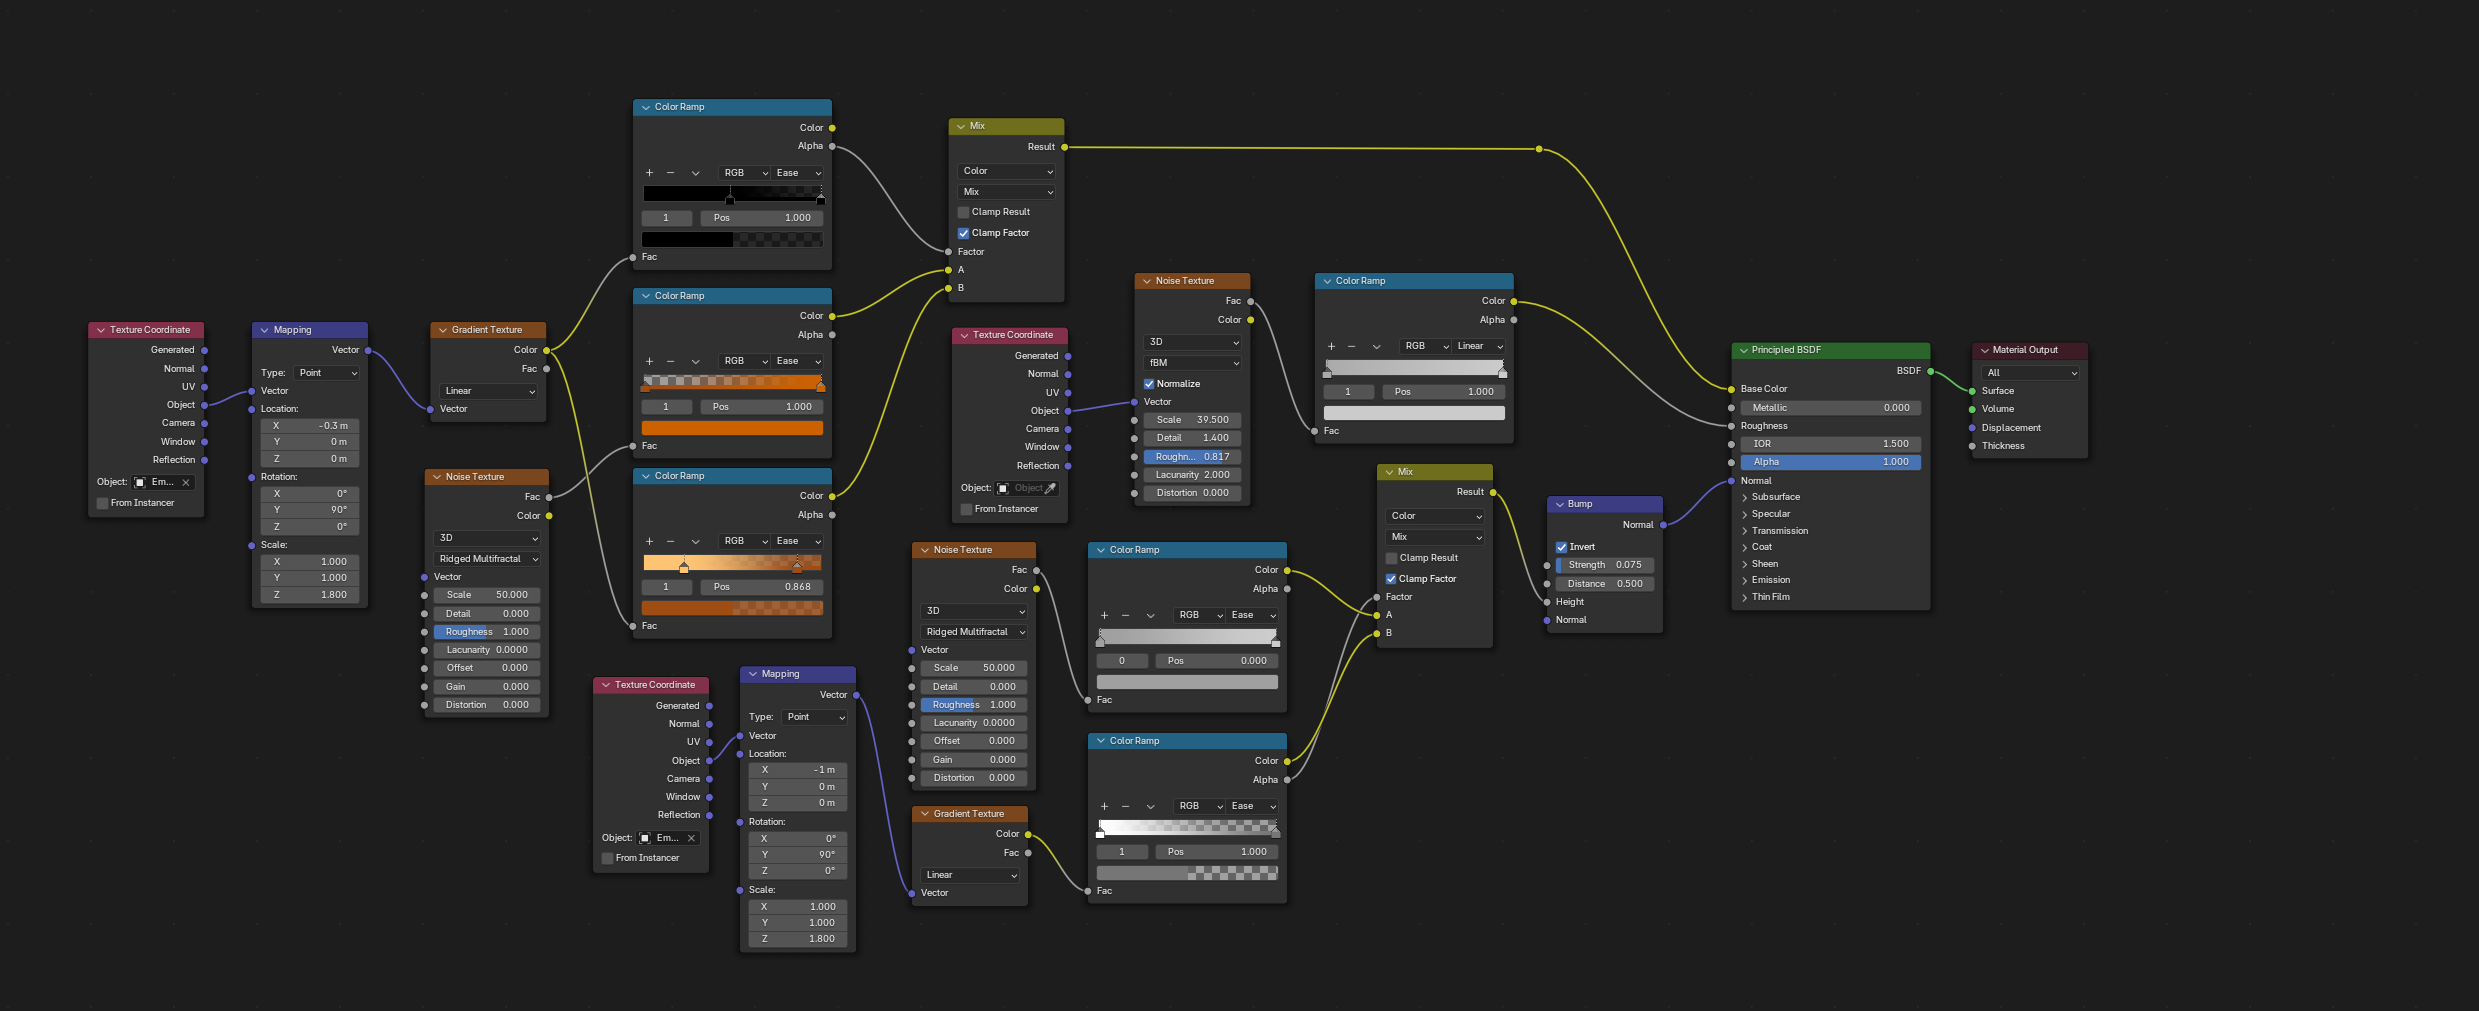 Texture Coordinate
Generated
Normal
UV
Object
Camera
Window
Reflection
Object: Em...
From Instancer
Mapping
Vector
Type: Point
Vector
Location:
X -0.3 m
Y 0 m
Z 0 m
Rotation:
X 0°
Y 90°
Z 0°
Scale:
X 1.000
Y 1.000
Z 1.800
Gradient Texture
Color
Fac
Linear
Vector
Noise Texture
Fac
Color
3D
Ridged Multifractal
Vector
Scale 50.000
Detail 0.000
Roughness 1.000
Lacunarity 0.0000
Offset 0.000
Gain 0.000
Distortion 0.000
Color Ramp
Color
Alpha
RGB Ease
1 Pos 1.000
Fac
Color Ramp
Color
Alpha
RGB Ease
1 Pos 1.000
Fac
Color Ramp
Color
Alpha
RGB Ease
1 Pos 0.868
Fac
Texture Coordinate
Generated
Normal
UV
Object
Camera
Window
Reflection
Object: Em...
From Instancer
Mapping
Vector
Type: Point
Vector
Location:
X -1 m
Y 0 m
Z 0 m
Rotation:
X 0°
Y 90°
Z 0°
Scale:
X 1.000
Y 1.000
Z 1.800
Mix
Result
Color
Mix
Clamp Result
Clamp Factor
Factor
A
B
Texture Coordinate
Generated
Normal
UV
Object
Camera
Window
Reflection
Object: Object
From Instancer
Noise Texture
Fac
Color
3D
Ridged Multifractal
Vector
Scale 50.000
Detail 0.000
Roughness 1.000
Lacunarity 0.0000
Offset 0.000
Gain 0.000
Distortion 0.000
Gradient Texture
Color
Fac
Linear
Vector
Noise Texture
Fac
Color
3D
fBM
Normalize
Vector
Scale 39.500
Detail 1.400
Roughn... 0.817
Lacunarity 2.000
Distortion 0.000
Color Ramp
Color
Alpha
RGB Linear
1 Pos 1.000
Fac
Color Ramp
Color
Alpha
RGB Ease
0 Pos 0.000
Fac
Color Ramp
Color
Alpha
RGB Ease
1 Pos 1.000
Fac
Mix
Result
Color
Mix
Clamp Result
Clamp Factor
Factor
A
B
Bump
Normal
Invert
Strength 0.075
Distance 0.500
Height
Normal
Principled BSDF
BSDF
Base Color
Metallic 0.000
Roughness
IOR 1.500
Alpha 1.000
Normal
Subsurface
Specular
Transmission
Coat
Sheen
Emission
Thin Film
Material Output
All
Surface
Volume
Displacement
Thickness